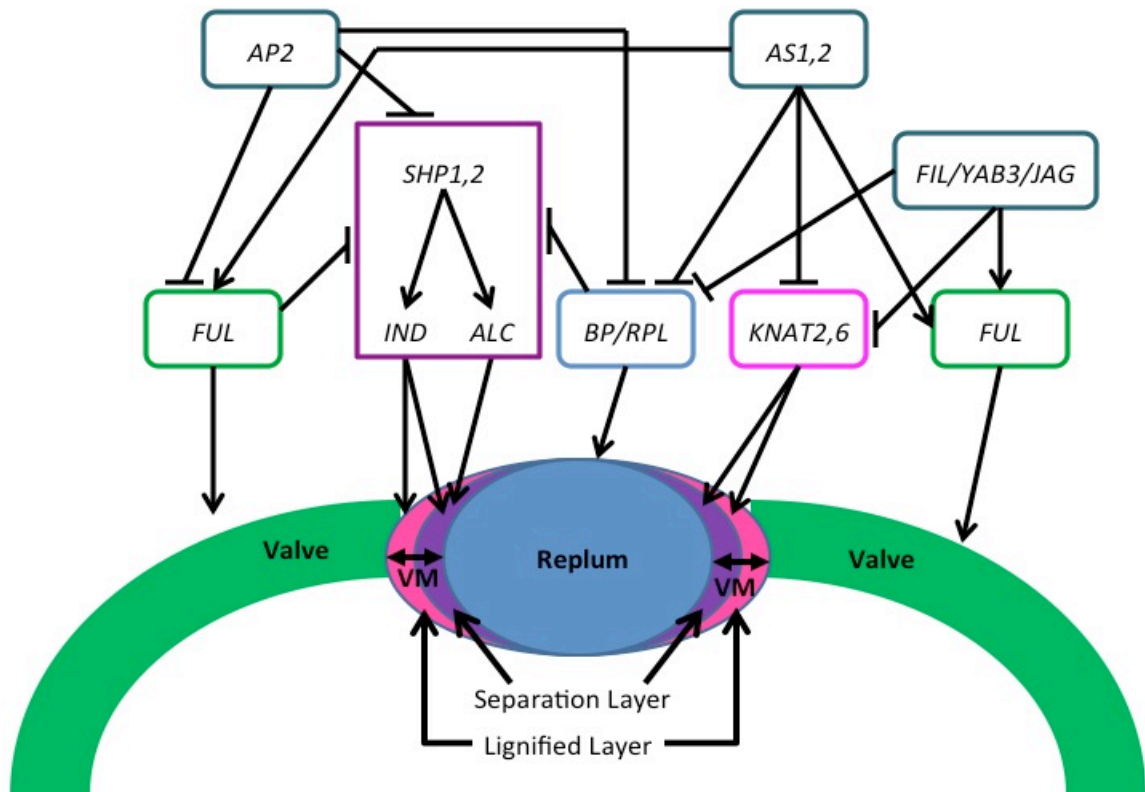 AP2
AS1,2
SHP1,2
FIL/YAB3/JAG
FUL
IND
ALC
BP/RPL
KNAT2,6
FUL
Valve
Replum
Valve
VM
VM
Separation Layer
Lignified Layer